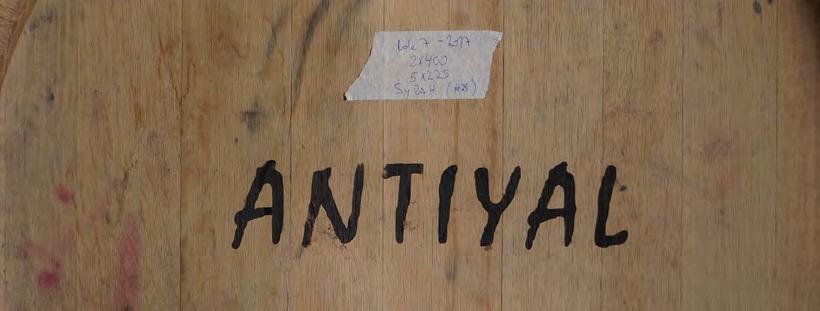 Lote 7 - 2017
2x400
5x225
SyRAH
ANTIYAL